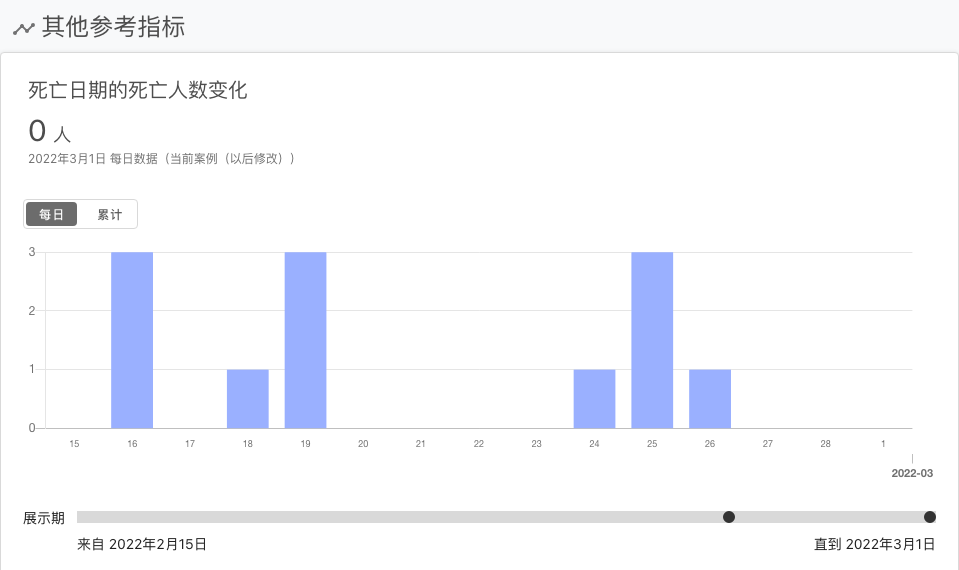 其他参考指标
死亡日期的死亡人数变化
0 人
2022年3月1日 每日数据（当前案例（以后修改））
每日 累计
3
2
1
0
15 16 17 18 19 20 21 22 23 24 25 26 27 28 1
2022-03
展示期
来自 2022年2月15日 直到 2022年3月1日